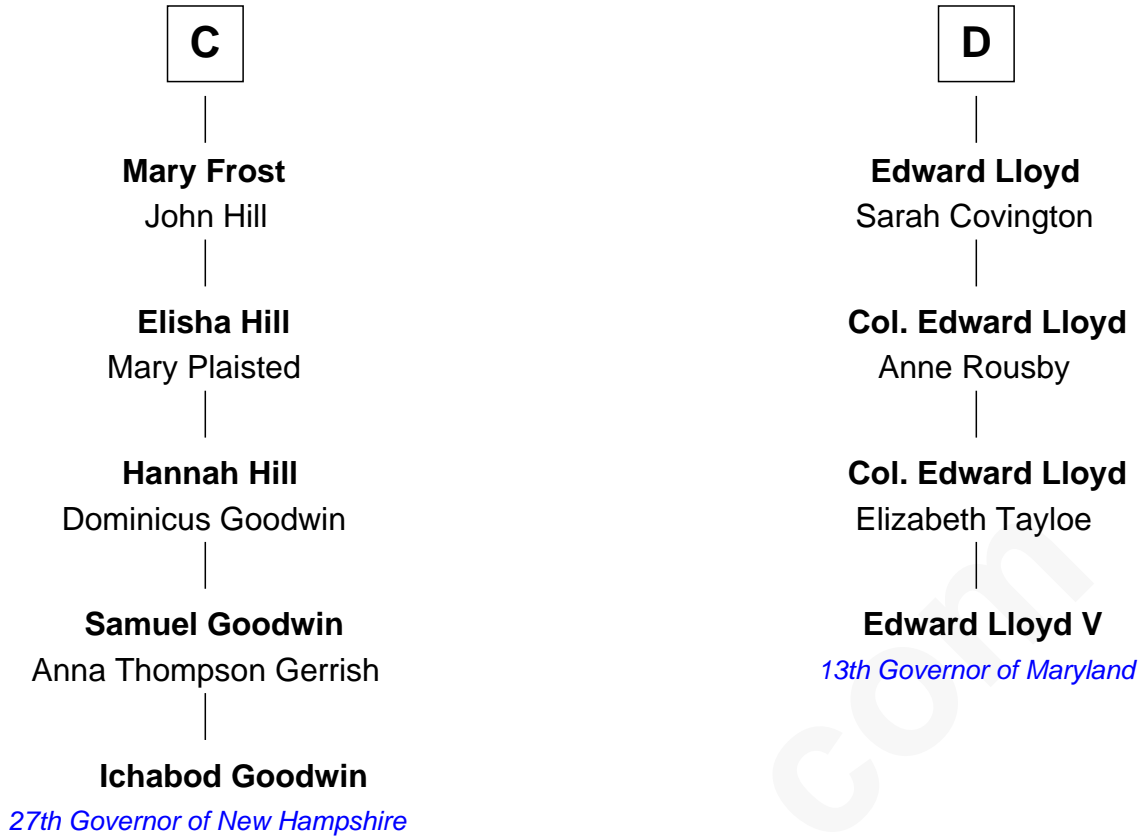 C
Mary Frost
John Hill
Elisha Hill
Mary Plaisted
Hannah Hill
Dominicus Goodwin
Samuel Goodwin
Anna Thompson Gerrish
Ichabod Goodwin
27th Governor of New Hampshire
D
Edward Lloyd
Sarah Covington
Col. Edward Lloyd
Anne Rousby
Col. Edward Lloyd
Elizabeth Tayloe
Edward Lloyd V
13th Governor of Maryland
com